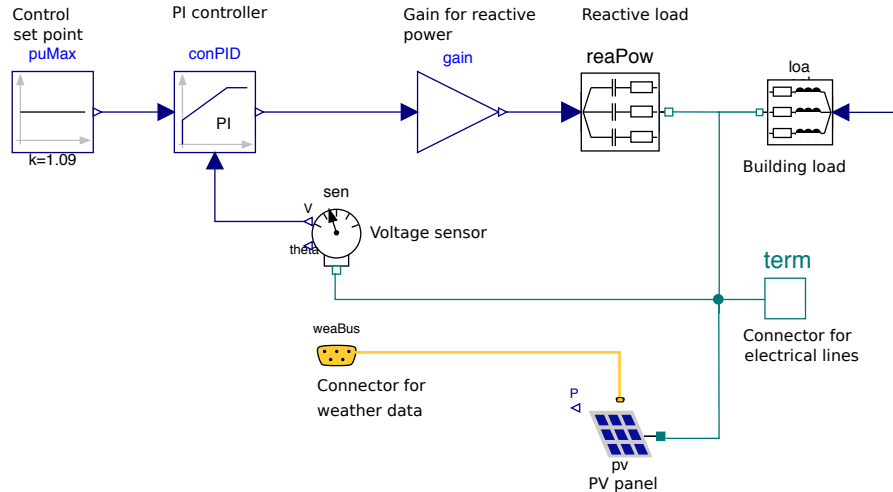 Control
set point
puMax
k=1.09
PI controller
conPID
PI
Gain for reactive
power
gain
Reactive load
reaPow
loa
Building load
sen
V
theta
Voltage sensor
term
Connector for
electrical lines
weaBus
Connector for
weather data
P
pv
PV panel